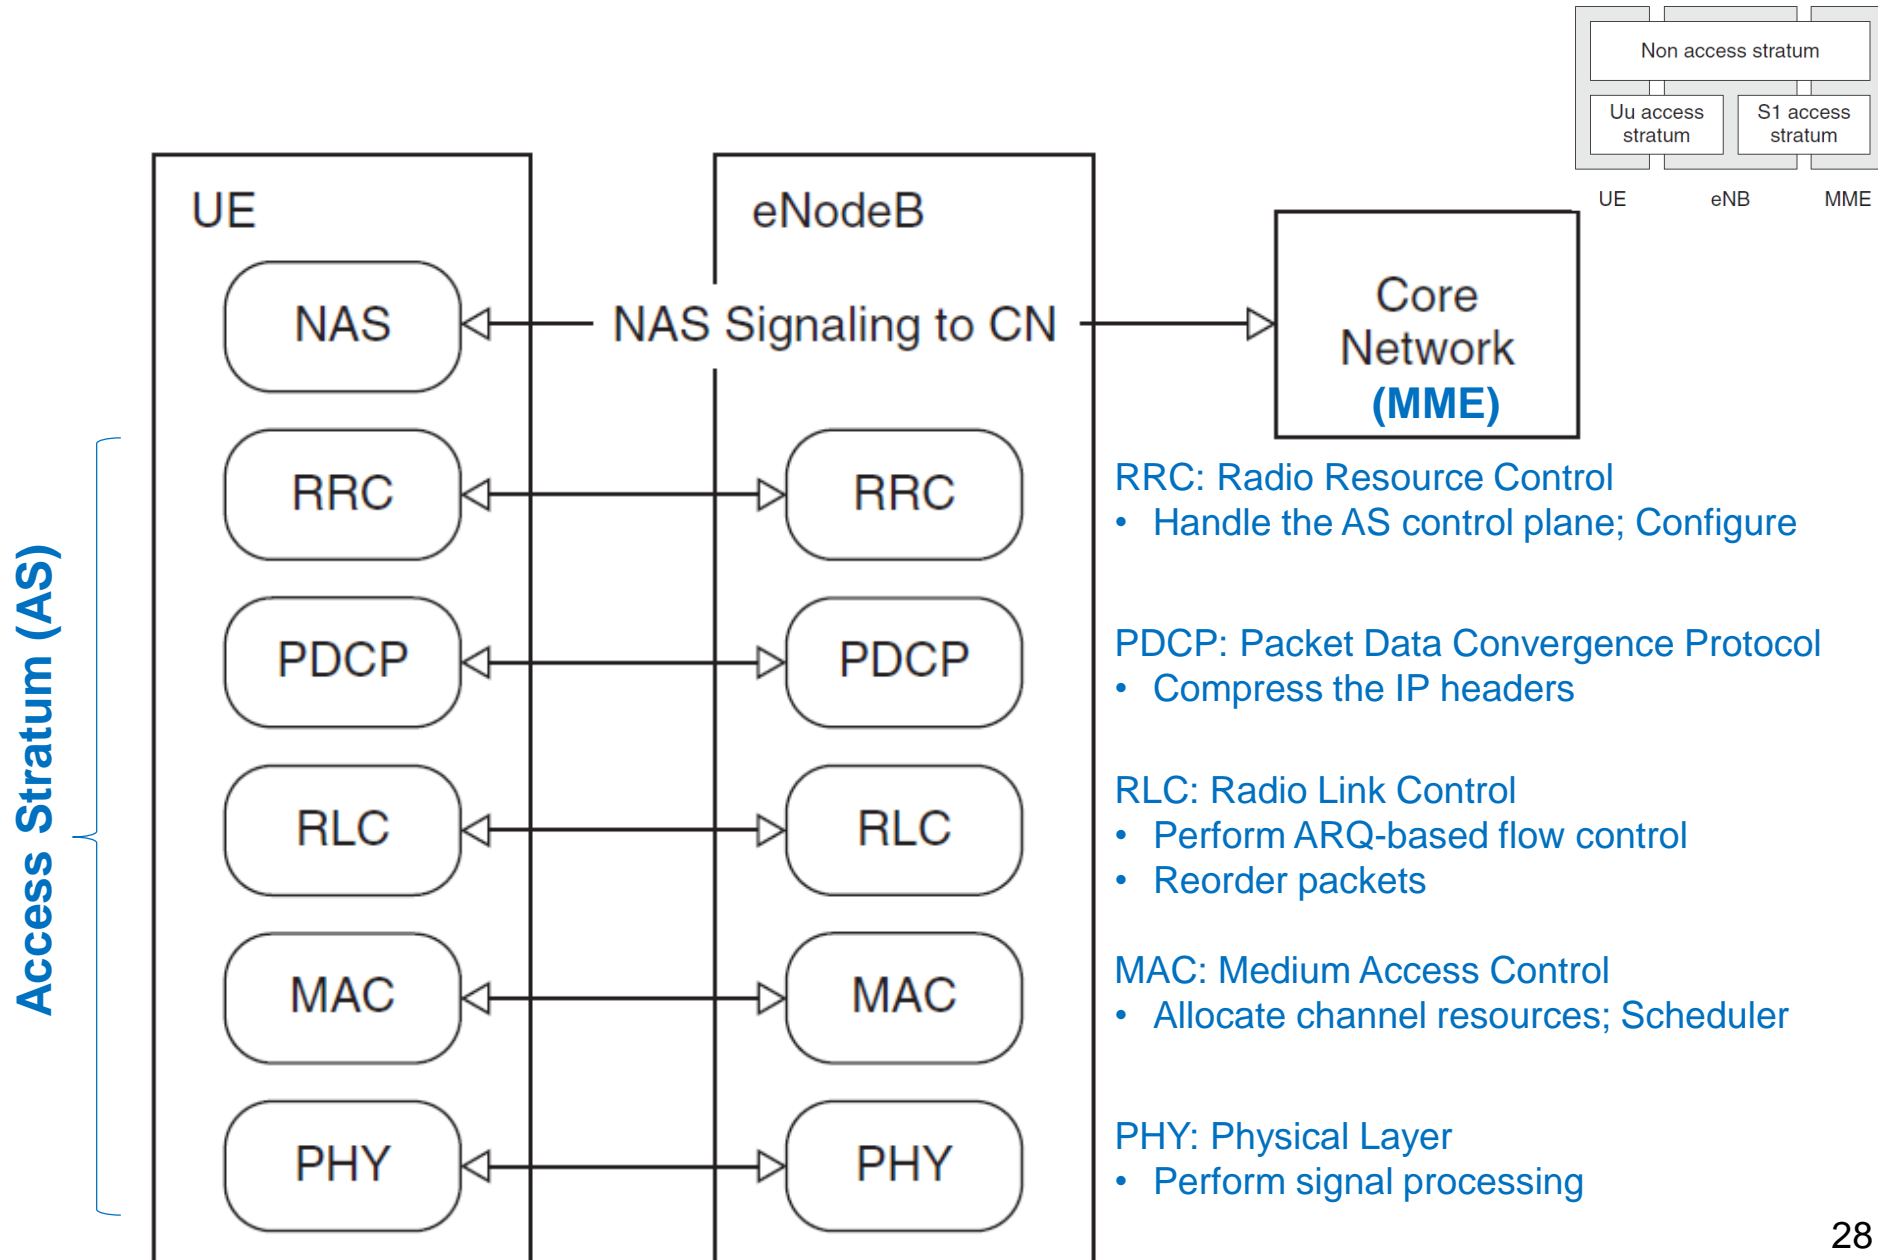 Non access stratum
Uu access
stratum
S1 access
stratum
UE
eNB
MME
UE
eNodeB
NAS
NAS Signaling to CN
Core
Network
(MME)
Access Stratum (AS)
RRC
RRC
RRC: Radio Resource Control
• Handle the AS control plane; Configure
PDCP
PDCP
PDCP: Packet Data Convergence Protocol
• Compress the IP headers
RLC
RLC
RLC: Radio Link Control
• Perform ARQ-based flow control
• Reorder packets
MAC
MAC
MAC: Medium Access Control
• Allocate channel resources; Scheduler
PHY
PHY
PHY: Physical Layer
• Perform signal processing
28